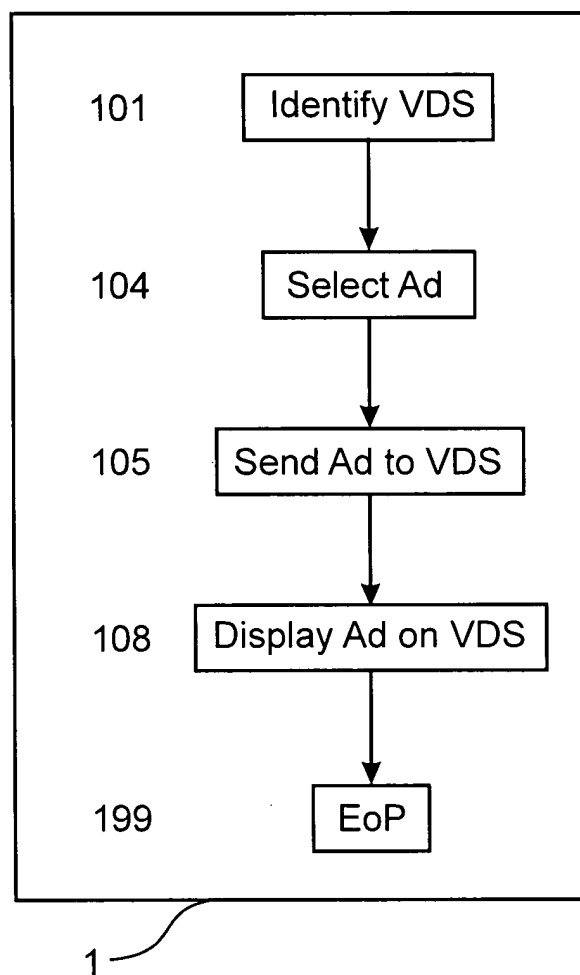 101 Identify VDS
104 Select Ad
105 Send Ad to VDS
108 Display Ad on VDS
199 EoP
1